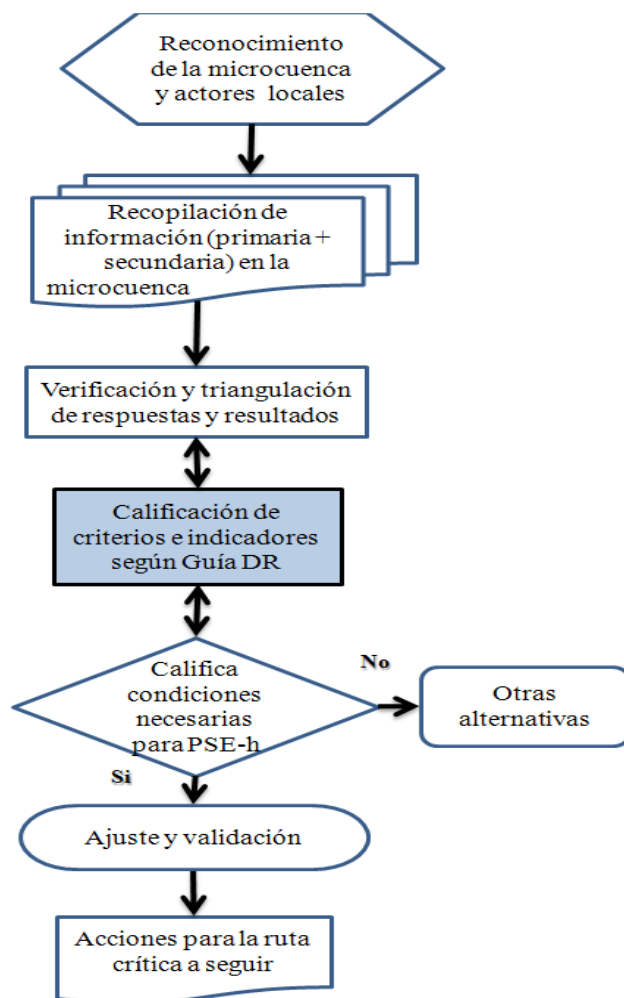 Reconocimiento
de la microcuenca
y actores locales
Recopilación de
información (primaria +
secundaria) en la
microcuenca
Verificación y triangulación
de respuestas y resultados
Calificación de
criterios e indicadores
según Guía DR
Califica
condiciones
necesarias
para PSE-h
No
Otras
alternativas
Si
Ajuste y validación
Acciones para la ruta
crítica a seguir